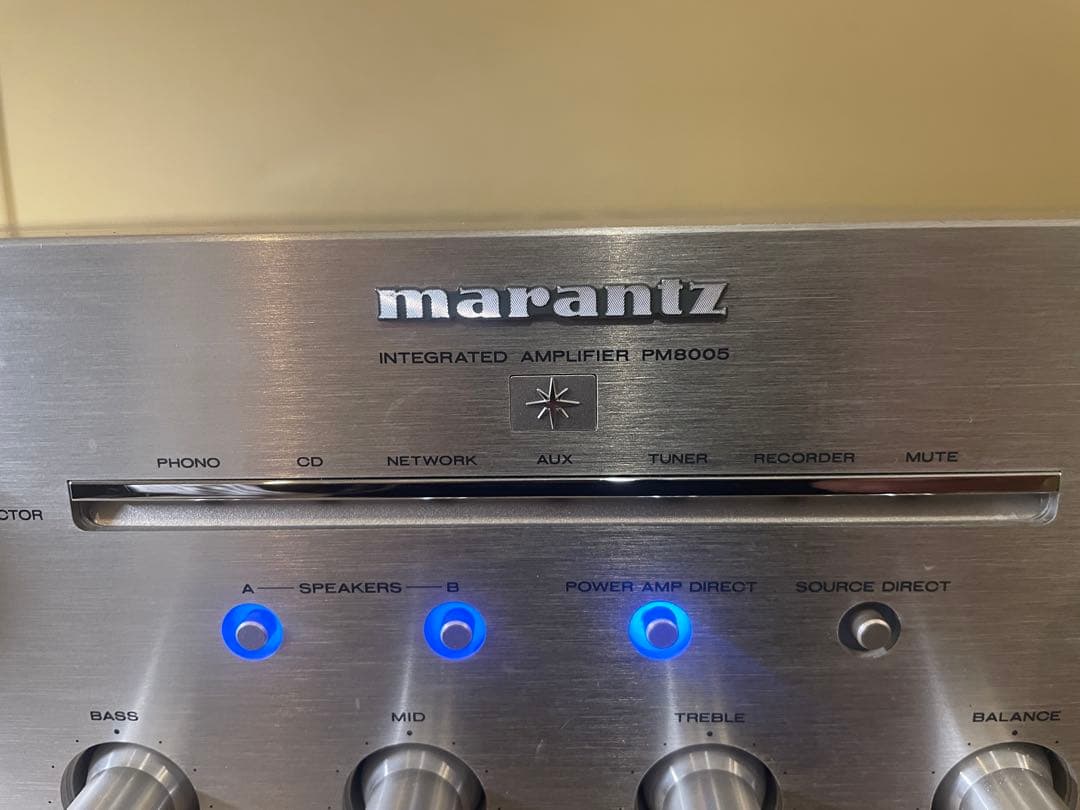 marantz
INTEGRATED AMPLIFIER PM8005
PHONO CD NETWORK AUX TUNER RECORDER MUTE
CTOR
A SPEAKERS B POWER AMP DIRECT SOURCE DIRECT
BASS MID TREBLE BALANCE